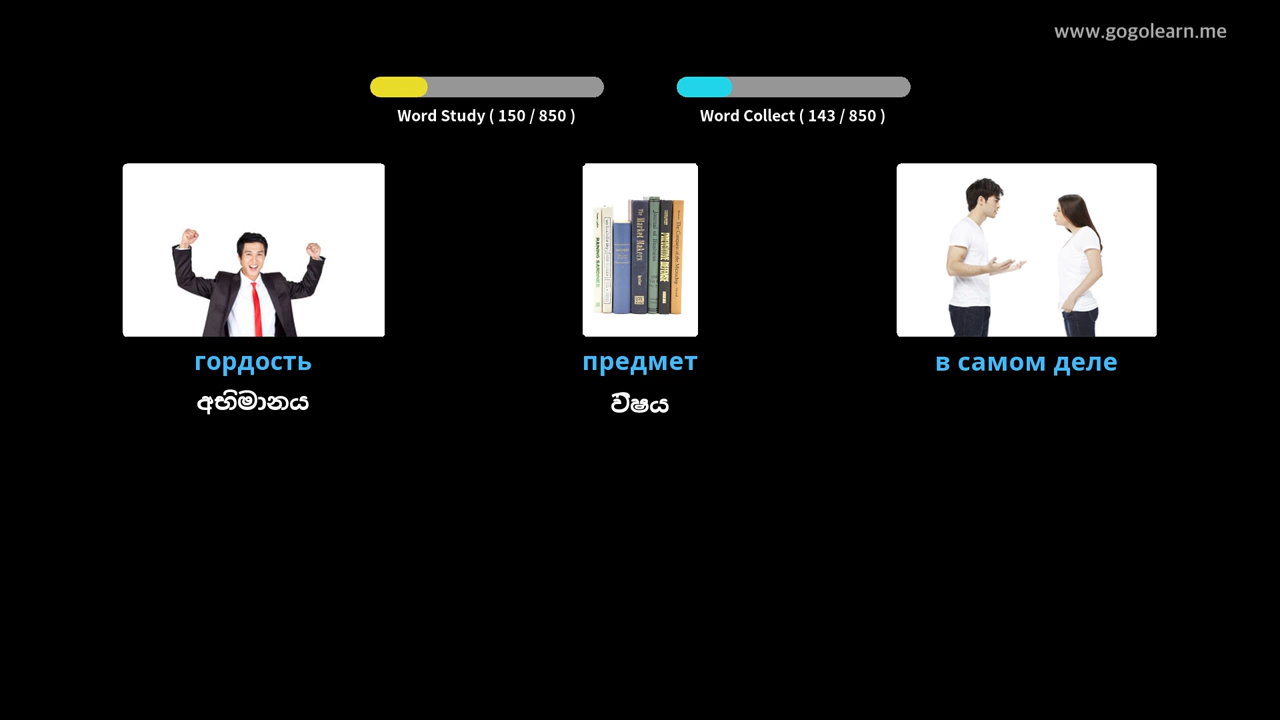 www.gogolearn.me
Word Study ( 150 / 850 )
Word Collect ( 143 / 850 )
гордость
предмет
в самом деле
අභිමානය
විෂය